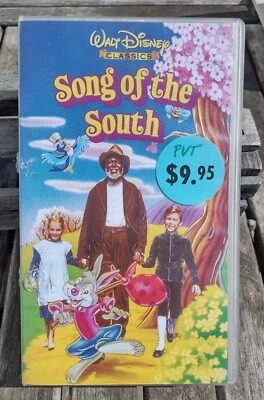 Walt Disney
CLASSICS
Song of the
South
PVT
$9.95